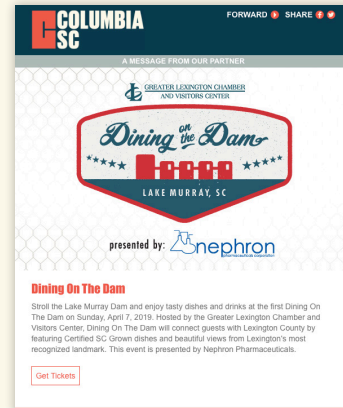 COLUMBIA
SC
FORWARD SHARE
A MESSAGE FROM OUR PARTNER
GREATER LEXINGTON CHAMBER
AND VISITORS CENTER
Dining on the Dam
LAKE MURRAY, SC
presented by: nephron
pharmaceuticals corporation
Dining On The Dam
Stroll the Lake Murray Dam and enjoy tasty dishes and drinks at the first Dining On
The Dam on Sunday, April 7, 2019. Hosted by the Greater Lexington Chamber and
Visitors Center, Dining On The Dam will connect guests with Lexington County by
featuring Certified SC Grown dishes and beautiful views from Lexington's most
recognized landmark. This event is presented by Nephron Pharmaceuticals.
Get Tickets